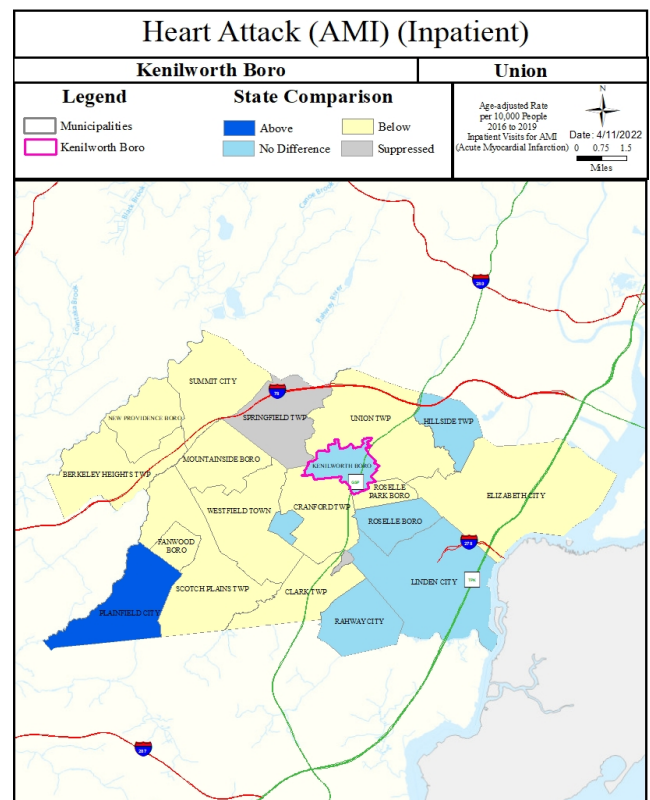 Heart Attack (AMI) (Inpatient)
Kenilworth Boro
Union
Legend
Municipalities
Kenilworth Boro
State Comparison
Above
Below
No Difference
Suppressed
Age-adjusted Rate
per 10,000 People
2016 to 2019
Inpatient Visits for AMI
(Acute Myocardial Infarction)
N
Date: 4/11/2022
0 0.75 1.5
Miles
280
SUMMIT CITY
78
NEW PROVIDENCE BORO
SPRINGFIELD TWP
UNION TWP
HILLSIDE TWP
MOUNTAINSIDE BORO
KENILWORTH BORO
BERKELEY HEIGHTS TWP
GSP
ROSELLE
PARK BORO
ELIZABETH CITY
WESTFIELD TOWN
CRANFORD TWP
ROSELLE BORO
FANWOOD
BORO
278
LINDEN CITY
TPK
SCOTCH PLAINS TWP
CLARK TWP
PLAINFIELD CITY
RAHWAY CITY
287